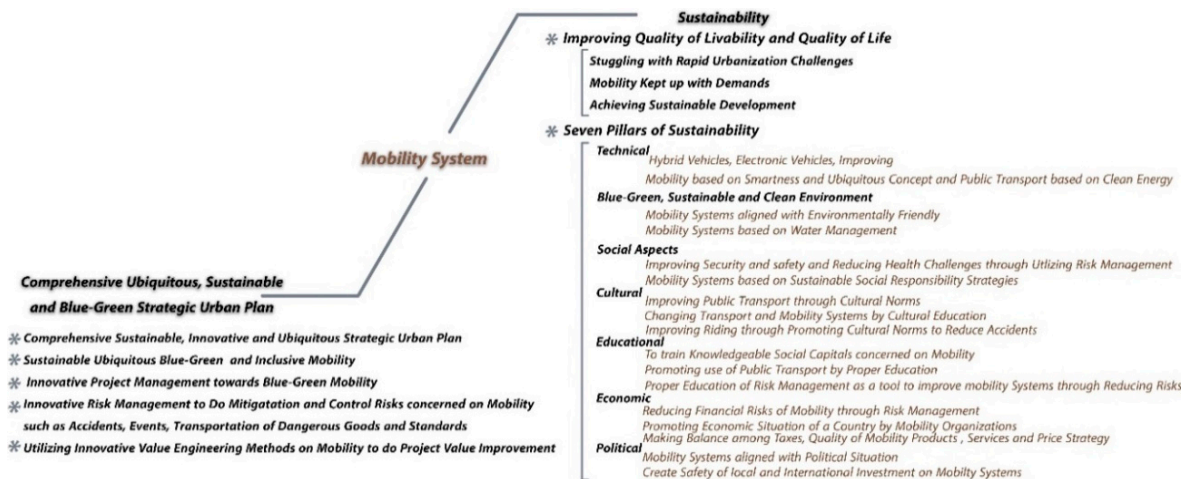 Sustainability
Improving Quality of Livability and Quality of Life
Stuggling with Rapid Urbanization Challenges
Mobility Kept up with Demands
Achieving Sustainable Development
Seven Pillars of Sustainability
Technical
Hybrid Vehicles, Electronic Vehicles, Improving
Mobility based on Smartness and Ubiquitous Concept and Public Transport based on Clean Energy
Blue-Green, Sustainable and Clean Environment
Mobility Systems aligned with Environmentally Friendly
Mobility Systems based on Water Management
Social Aspects
Improving Security and safety and Reducing Health Challenges through Utlizing Risk Management
Mobility Systems based on Sustainable Social Responsibility Strategies
Cultural
Improving Public Transport through Cultural Norms
Changing Transport and Mobility Systems by Cultural Education
Improving Riding through Promoting Cultural Norms to Reduce Accidents
Educational
To train Knowledgeable Social Capitals concerned on Mobility
Promoting use of Public Transport by Proper Education
Proper Education of Risk Management as a tool to improve mobility Systems through Reducing Risks
Economic
Reducing Financial Risks of Mobility through Risk Management
Promoting Economic Situation of a Country by Mobility Organizations
Making Balance among Taxes, Quality of Mobility Products , Services and Price Strategy
Political
Mobility Systems aligned with Political Situation
Create Safety of local and International Investment on Mobilty Systems
Mobility System
Comprehensive Ubiquitous, Sustainable
and Blue-Green Strategic Urban Plan
Comprehensive Sustainable, Innovative and Ubiquitous Strategic Urban Plan
Sustainable Ubiquitous Blue-Green and Inclusive Mobility
Innovative Project Management towards Blue-Green Mobility
Innovative Risk Management to Do Mitigatation and Control Risks concerned on Mobility
such as Accidents, Events, Transportation of Dangerous Goods and Standards
Utilizing Innovative Value Engineering Methods on Mobility to do Project Value Improvement